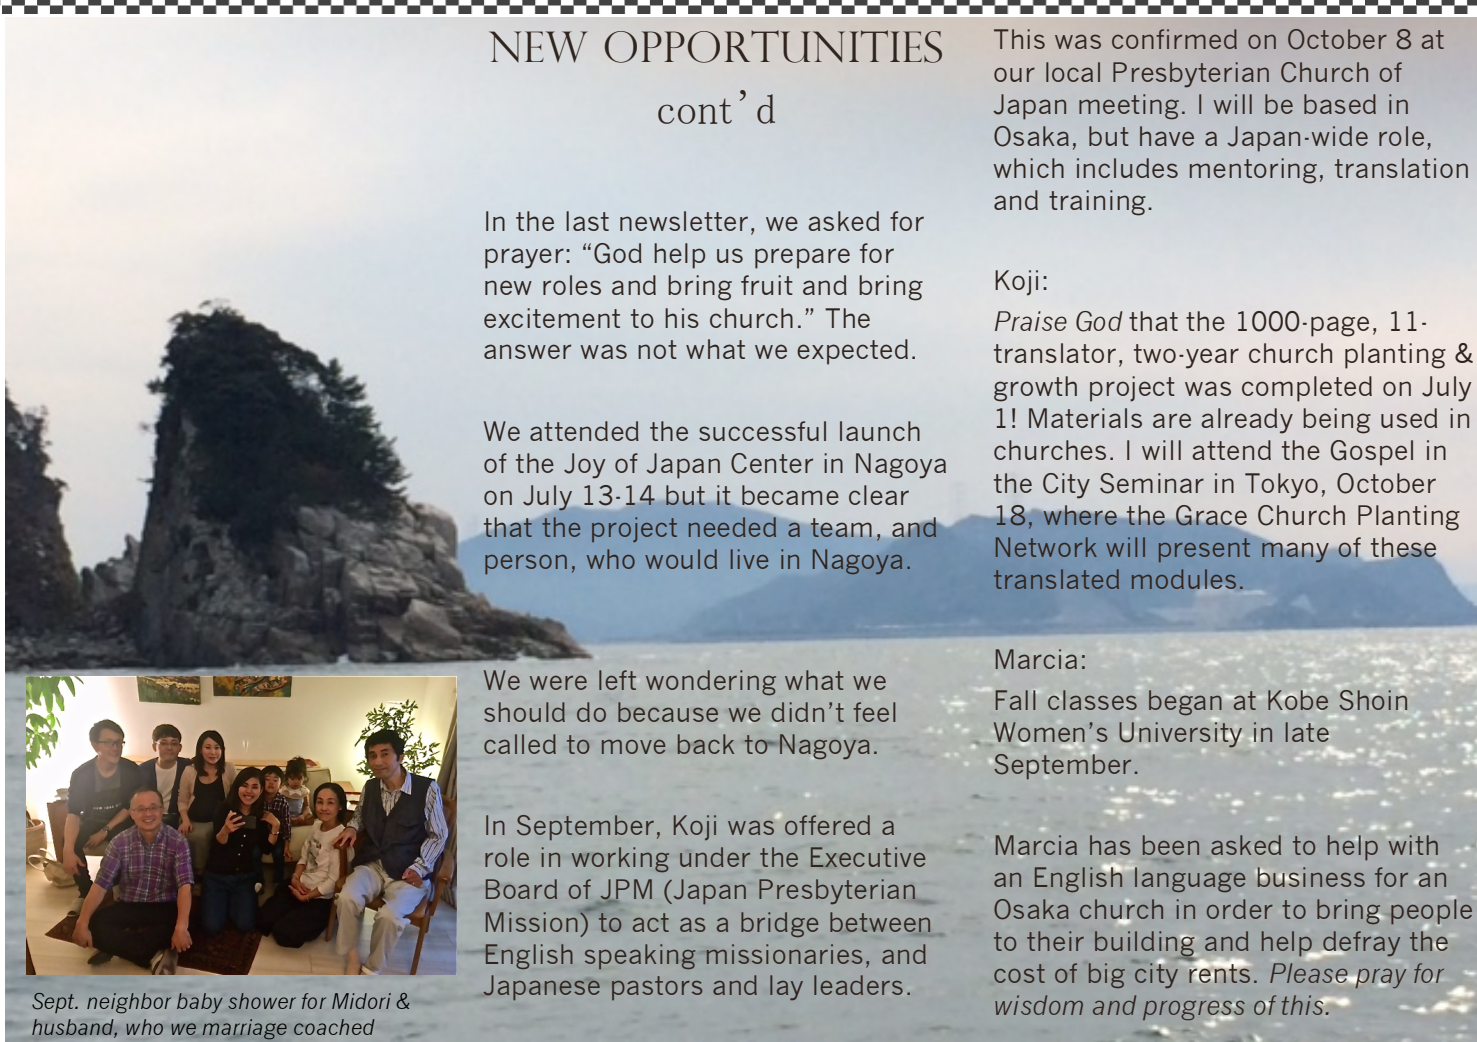 NEW OPPORTUNITIES
cont’d
In the last newsletter, we asked for
prayer: “God help us prepare for
new roles and bring fruit and bring
excitement to his church.” The
answer was not what we expected.
We attended the successful launch
of the Joy of Japan Center in Nagoya
on July 13-14 but it became clear
that the project needed a team, and
person, who would live in Nagoya.
We were left wondering what we
should do because we didn’t feel
called to move back to Nagoya.
In September, Koji was offered a
role in working under the Executive
Board of JPM (Japan Presbyterian
Mission) to act as a bridge between
English speaking missionaries, and
Japanese pastors and lay leaders.
This was confirmed on October 8 at
our local Presbyterian Church of
Japan meeting. I will be based in
Osaka, but have a Japan-wide role,
which includes mentoring, translation
and training.
Koji:
Praise God that the 1000-page, 11-
translator, two-year church planting &
growth project was completed on July
1! Materials are already being used in
churches. I will attend the Gospel in
the City Seminar in Tokyo, October
18, where the Grace Church Planting
Network will present many of these
translated modules.
Marcia:
Fall classes began at Kobe Shoin
Women’s University in late
September.
Marcia has been asked to help with
an English language business for an
Osaka church in order to bring people
to their building and help defray the
cost of big city rents. Please pray for
wisdom and progress of this.
Sept. neighbor baby shower for Midori &
husband, who we marriage coached